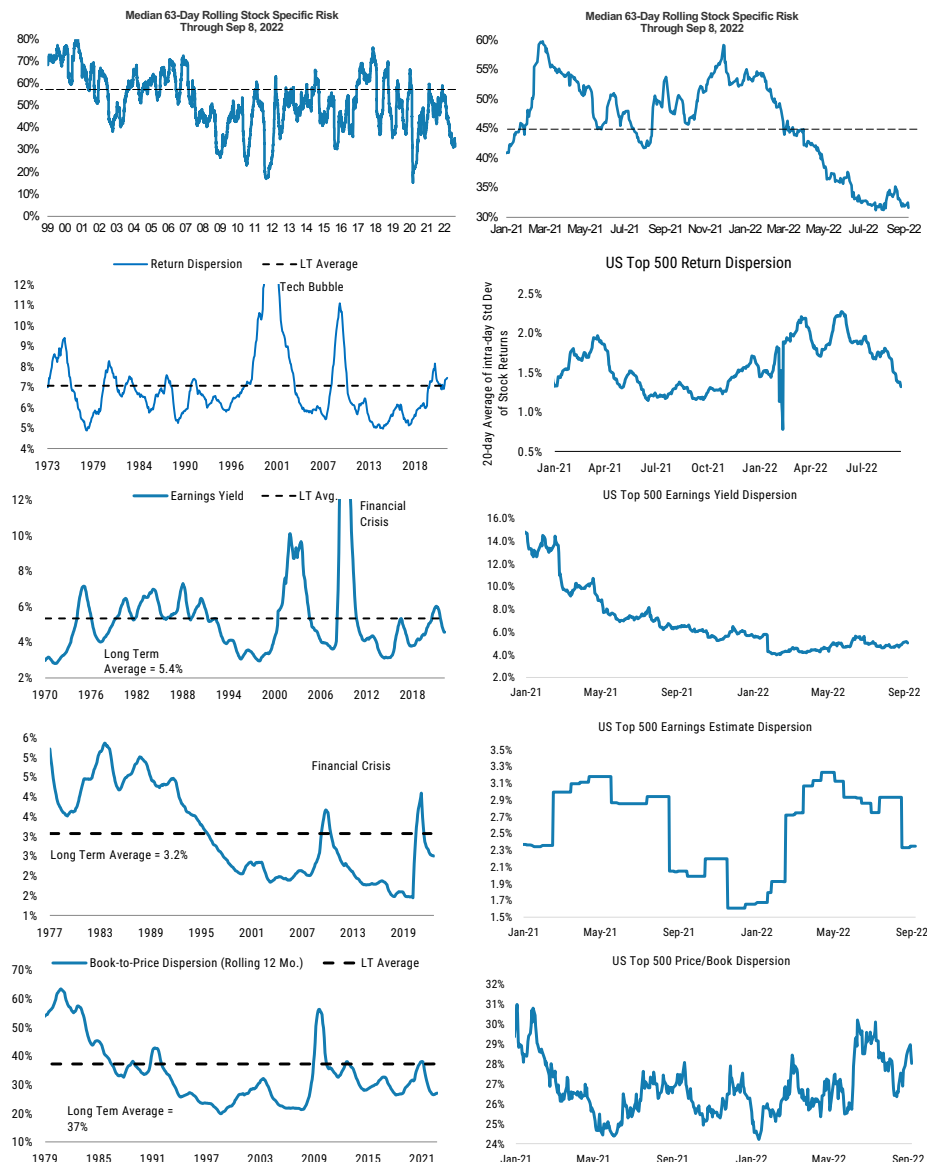 Median 63-Day Rolling Stock Specific Risk
Through Sep 8, 2022
80%
70%
60%
50%
40%
30%
20%
10%
0%
99 00 01 02 03 04 05 06 07 08 09 10 11 12 13 14 15 16 17 18 19 20 21 22
Median 63-Day Rolling Stock Specific Risk
Through Sep 8, 2022
60%
55%
50%
45%
40%
35%
30%
Jan-21 Mar-21 May-21 Jul-21 Sep-21 Nov-21 Jan-22 Mar-22 May-22 Jul-22 Sep-22
Return Dispersion LT Average
Tech Bubble
12%
11%
10%
9%
8%
7%
6%
5%
4%
1973 1979 1984 1990 1996 2001 2007 2013 2018
US Top 500 Return Dispersion
20-day Average of intra-day Std Dev
of Stock Returns
2.5%
2.0%
1.5%
1.0%
0.5%
Jan-21 Apr-21 Jul-21 Oct-21 Jan-22 Apr-22 Jul-22
Earnings Yield LT Avg.
Financial
Crisis
12%
10%
8%
6%
4%
2%
Long Term
Average = 5.4%
1970 1976 1982 1988 1994 2000 2006 2012 2018
US Top 500 Earnings Yield Dispersion
16.0%
14.0%
12.0%
10.0%
8.0%
6.0%
4.0%
2.0%
Jan-21 May-21 Sep-21 Jan-22 May-22 Sep-22
6%
5%
5%
4%
4%
3%
3%
2%
2%
1%
Financial Crisis
Long Term Average = 3.2%
1977 1983 1989 1995 2001 2007 2013 2019
US Top 500 Earnings Estimate Dispersion
3.5%
3.3%
3.1%
2.9%
2.7%
2.5%
2.3%
2.1%
1.9%
1.7%
1.5%
Jan-21 May-21 Sep-21 Jan-22 May-22 Sep-22
Book-to-Price Dispersion (Rolling 12 Mo.) LT Average
70%
60%
50%
40%
30%
20%
10%
Long Tem Average =
37%
1979 1985 1991 1997 2003 2009 2015 2021
US Top 500 Price/Book Dispersion
32%
31%
30%
29%
28%
27%
26%
25%
24%
Jan-21 May-21 Sep-21 Jan-22 May-22 Sep-22